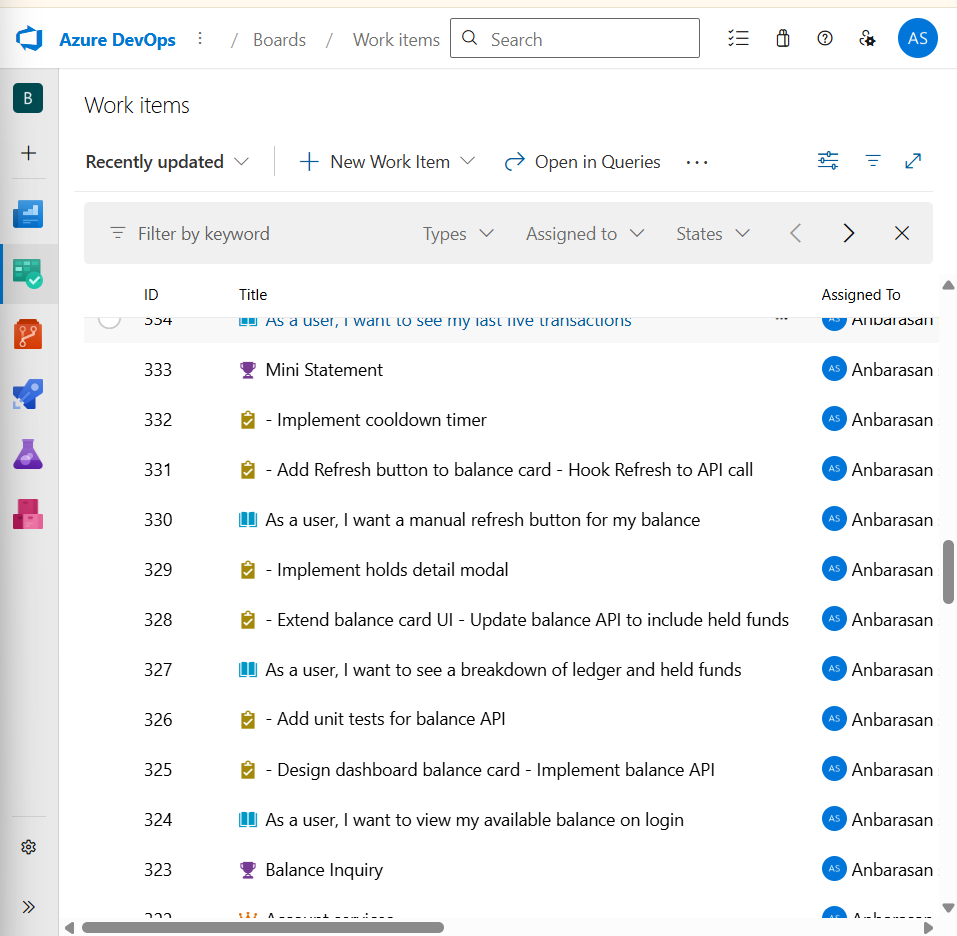 Azure DevOps / Boards / Work items Search AS
B
Work items
Recently updated New Work Item Open in Queries
Filter by keyword Types Assigned to States
ID Title Assigned To
334 As a user, I want to see my last five transactions AS Anbarasan
333 Mini Statement AS Anbarasan
332 - Implement cooldown timer AS Anbarasan
331 - Add Refresh button to balance card - Hook Refresh to API call AS Anbarasan
330 As a user, I want a manual refresh button for my balance AS Anbarasan
329 - Implement holds detail modal AS Anbarasan
328 - Extend balance card UI - Update balance API to include held funds AS Anbarasan
327 As a user, I want to see a breakdown of ledger and held funds AS Anbarasan
326 - Add unit tests for balance API AS Anbarasan
325 - Design dashboard balance card - Implement balance API AS Anbarasan
324 As a user, I want to view my available balance on login AS Anbarasan
323 Balance Inquiry AS Anbarasan
322 Account services AS Anbarasan